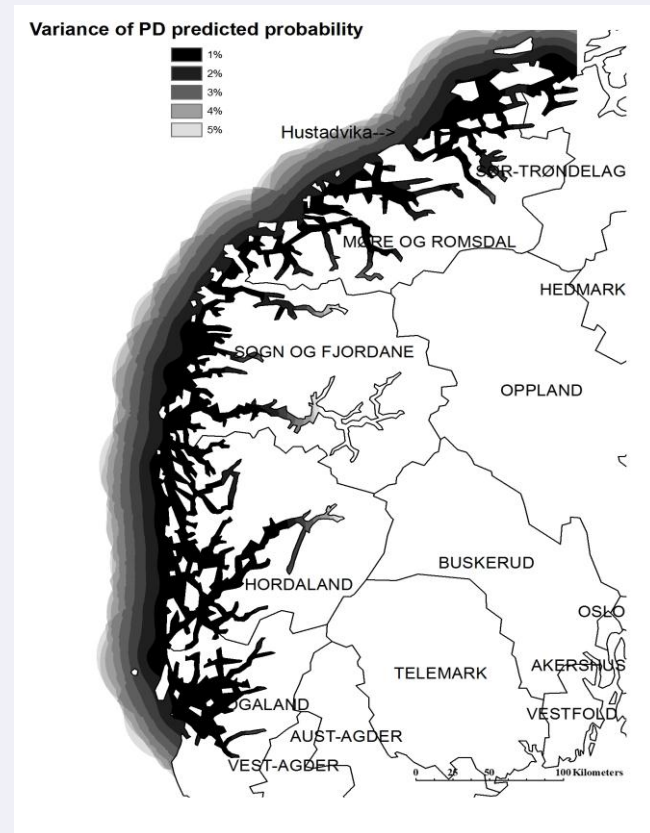 Variance of PD predicted probability
1%
2%
3%
4%
5%
Hustadvika-->
SØR-TRØNDELAG
MØRE OG ROMSDAL
HEDMARK
SOGN OG FJORDANE
OPPLAND
BUSKERUD
HORDALAND
OSLO
AKERSHUS
TELEMARK
OGALAND
VESTFOLD
AUST-AGDER
VEST-AGDER
0 25 50 100 Kilometers